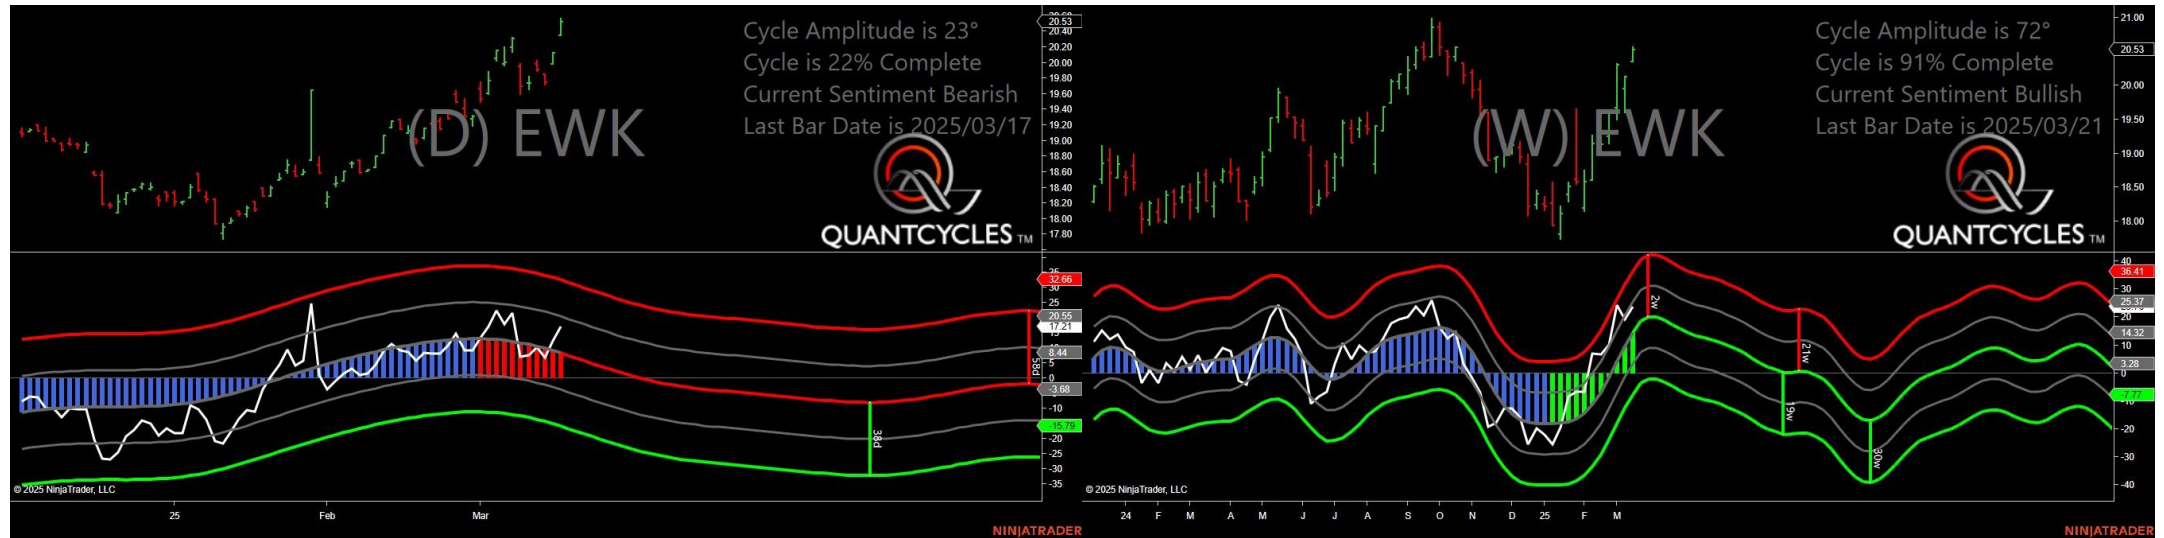 Cycle Amplitude is 23°
Cycle is 22% Complete
Current Sentiment Bearish
Last Bar Date is 2025/03/17
(D) EWK
QUANTCYCLES TM
20.53
20.40
20.20
20.00
19.80
19.60
19.40
19.20
19.00
18.80
18.60
18.40
18.20
18.00
17.80
32.66
30
25
20.55
17.21
8.44
0
-3.68
-10
-15.79
-20
-25
-30
-35
58d
38d
© 2025 NinjaTrader, LLC
25 Feb Mar
NINJATRADER
Cycle Amplitude is 72°
Cycle is 91% Complete
Current Sentiment Bullish
Last Bar Date is 2025/03/21
(W) EWK
QUANTCYCLES TM
21.00
20.53
20.00
19.50
19.00
18.50
18.00
40
36.41
30
25.37
20
14.32
3.28
0
-7.77
-20
-30
-40
2w
21w
19w
30w
© 2025 NinjaTrader, LLC
24 F M A M J J A S O N D 25 F M
NINJATRADER